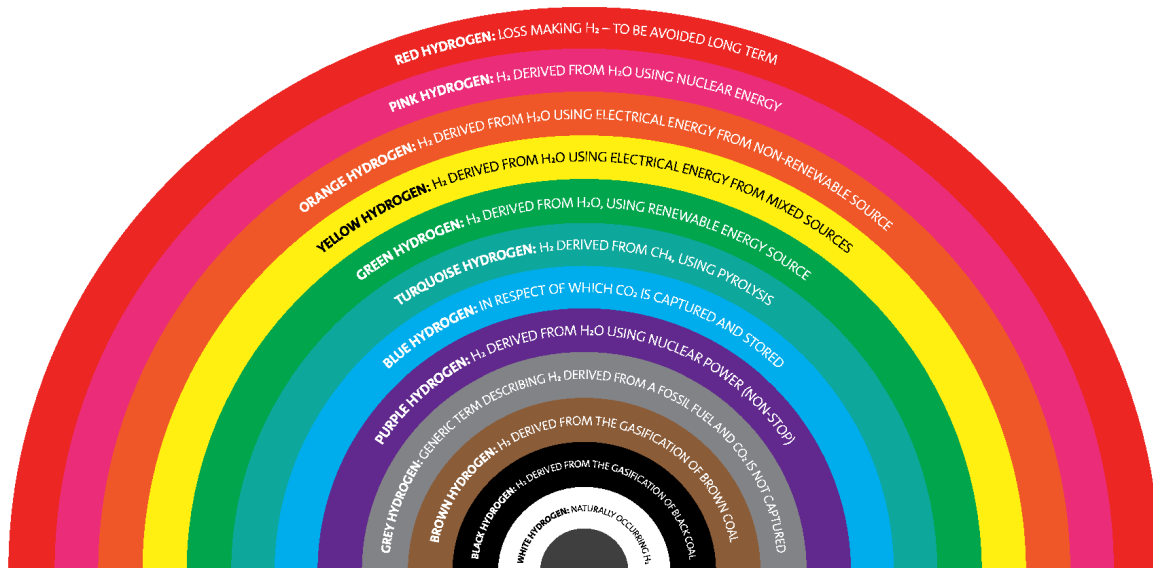 RED HYDROGEN: LOSS MAKING H₂ – TO BE AVOIDED LONG TERM
PINK HYDROGEN: H₂ DERIVED FROM H₂O USING NUCLEAR ENERGY
ORANGE HYDROGEN: H₂ DERIVED FROM H₂O USING ELECTRICAL ENERGY FROM NON-RENEWABLE SOURCE
YELLOW HYDROGEN: H₂ DERIVED FROM H₂O USING ELECTRICAL ENERGY FROM MIXED SOURCES
GREEN HYDROGEN: H₂ DERIVED FROM H₂O, USING RENEWABLE ENERGY SOURCE
TURQUOISE HYDROGEN: H₂ DERIVED FROM CH₄, USING PYROLYSIS
BLUE HYDROGEN: IN RESPECT OF WHICH CO₂ IS CAPTURED AND STORED
PURPLE HYDROGEN: H₂ DERIVED FROM H₂O USING NUCLEAR POWER (NON-STOP)
GREY HYDROGEN: GENERIC TERM DESCRIBING H₂ DERIVED FROM A FOSSIL FUEL AND CO₂ IS NOT CAPTURED
BROWN HYDROGEN: H₂ DERIVED FROM THE GASIFICATION OF BROWN COAL
BLACK HYDROGEN: H₂ DERIVED FROM THE GASIFICATION OF BLACK COAL
WHITE HYDROGEN: NATURALLY OCCURRING H₂